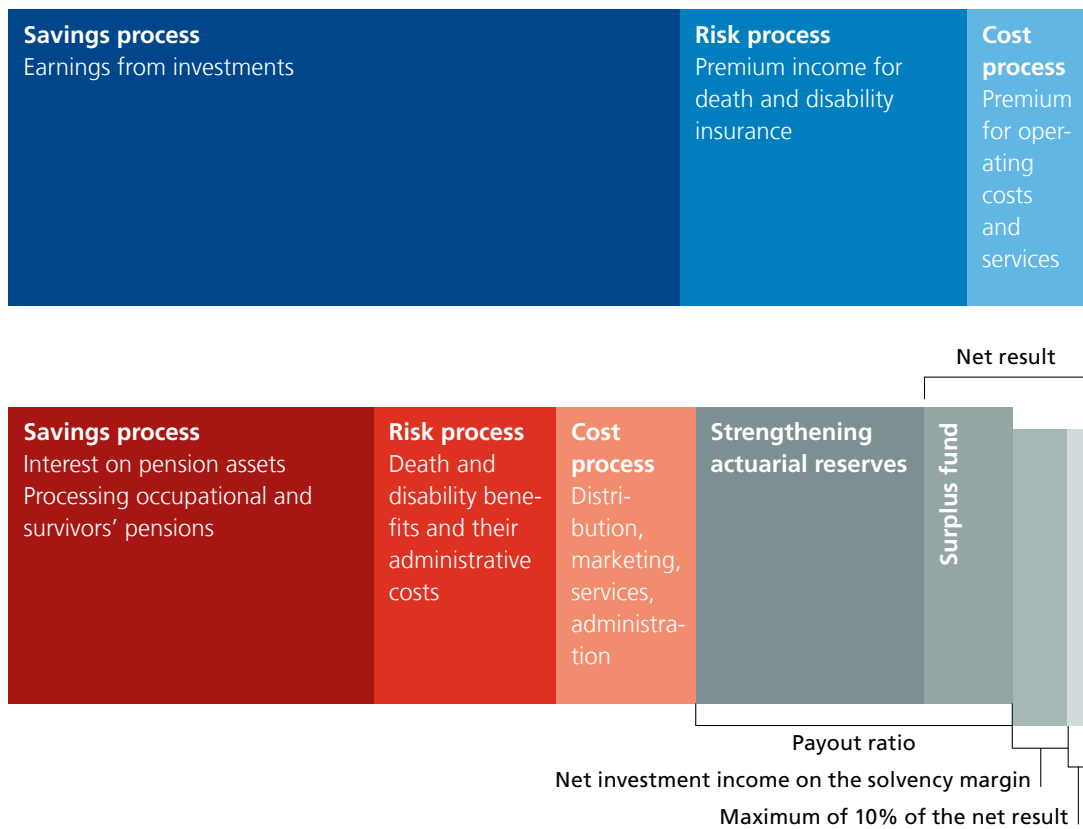 Savings process
Earnings from investments
Risk process
Premium income for
death and disability
insurance
Cost
process
Premium
for oper-
ating
costs
and
services
Net result
Savings process
Interest on pension assets
Processing occupational and
survivors’ pensions
Risk process
Death and
disability bene-
fits and their
administrative
costs
Cost
process
Distri-
bution,
marketing,
services,
administra-
tion
Strengthening
actuarial reserves
Surplus fund
Payout ratio
Net investment income on the solvency margin
Maximum of 10% of the net result